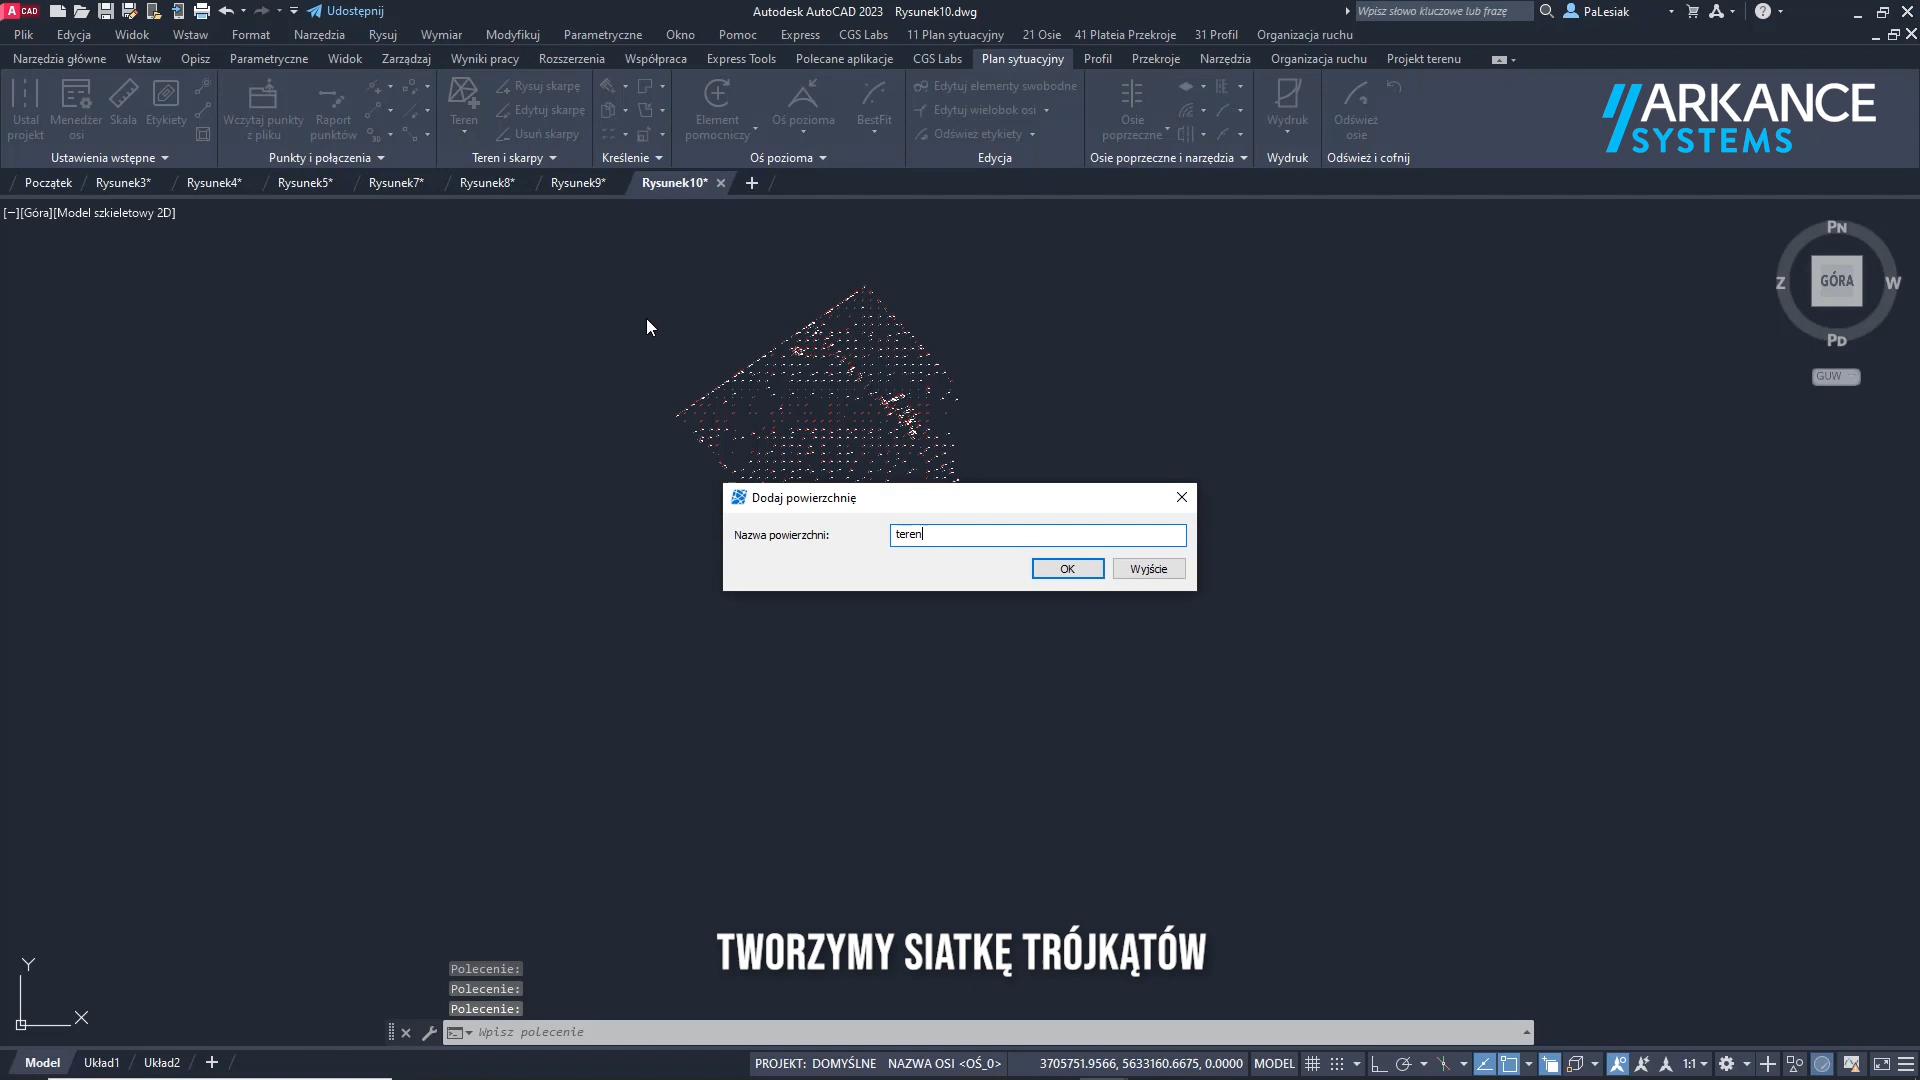 A CAD
Udostępnij
Autodesk AutoCAD 2023 Rysunek10.dwg
Wpisz słowo kluczowe lub frazę
PaLesiak
Plik Edycja Widok Wstaw Format Narzędzia Rysuj Wymiar Modyfikuj Parametryczne Okno Pomoc Express CGS Labs 11 Plan sytuacyjny 21 Osie 41 Plateia Przekroje 31 Profil Organizacja ruchu
Narzędzia główne Wstaw Opisz Parametryczne Widok Zarządzaj Wyniki pracy Rozszerzenia Współpraca Express Tools Polecane aplikacje CGS Labs Plan sytuacyjny Profil Przekroje Narzędzia Organizacja ruchu Projekt terenu
Ustal projekt
Menedżer osi
Skala
Etykiety
Ustawienia wstępne
Wczytaj punkty z pliku
Raport punktów
Punkty i połączenia
Teren
Rysuj skarpę
Edytuj skarpę
Usuń skarpy
Teren i skarpy
Kreślenie
Element pomocniczy
Oś pozioma
BestFit
Oś pozioma
Edytuj elementy swobodne
Edytuj wielobok osi
Odśwież etykiety
Edycja
Osie poprzeczne
Osie poprzeczne i narzędzia
Wydruk
Wydruk
Odśwież osie
Odśwież i cofnij
ARKANCE
SYSTEMS
Początek Rysunek3* Rysunek4* Rysunek5* Rysunek7* Rysunek8* Rysunek9* Rysunek10*
[−][Góra][Model szkieletowy 2D]
PN
Z GÓRA W
PD
GUW
Dodaj powierzchnię
Nazwa powierzchni: teren
OK Wyjście
TWORZYMY SIATKĘ TRÓJKĄTÓW
Y
X
Polecenie:
Polecenie:
Polecenie:
Wpisz polecenie
Model Układ1 Układ2
PROJEKT: DOMYŚLNE NAZWA OSI <OŚ_0> 3705751.9566, 5633160.6675, 0.0000 MODEL 1:1